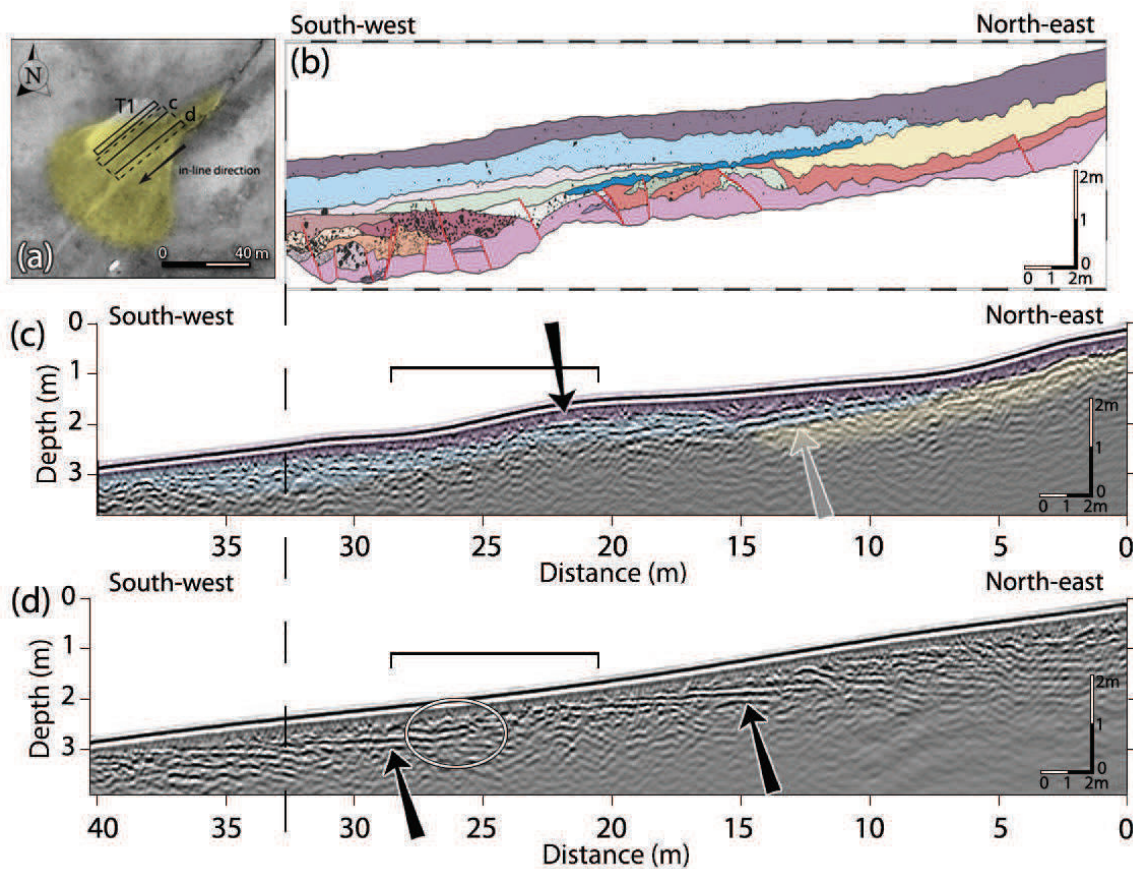 South-west North-east
(a)
N
T1 c
d
in-line direction
0 40 m
(b)
2m
1
0
0 1 2m
(c)
South-west North-east
0
1
2
3
Depth (m)
2m
1
0
0 1 2m
35 30 25 20 15 10 5 0
Distance (m)
(d)
South-west North-east
0
1
2
3
Depth (m)
2m
1
0
0 1 2m
40 35 30 25 20 15 10 5 0
Distance (m)